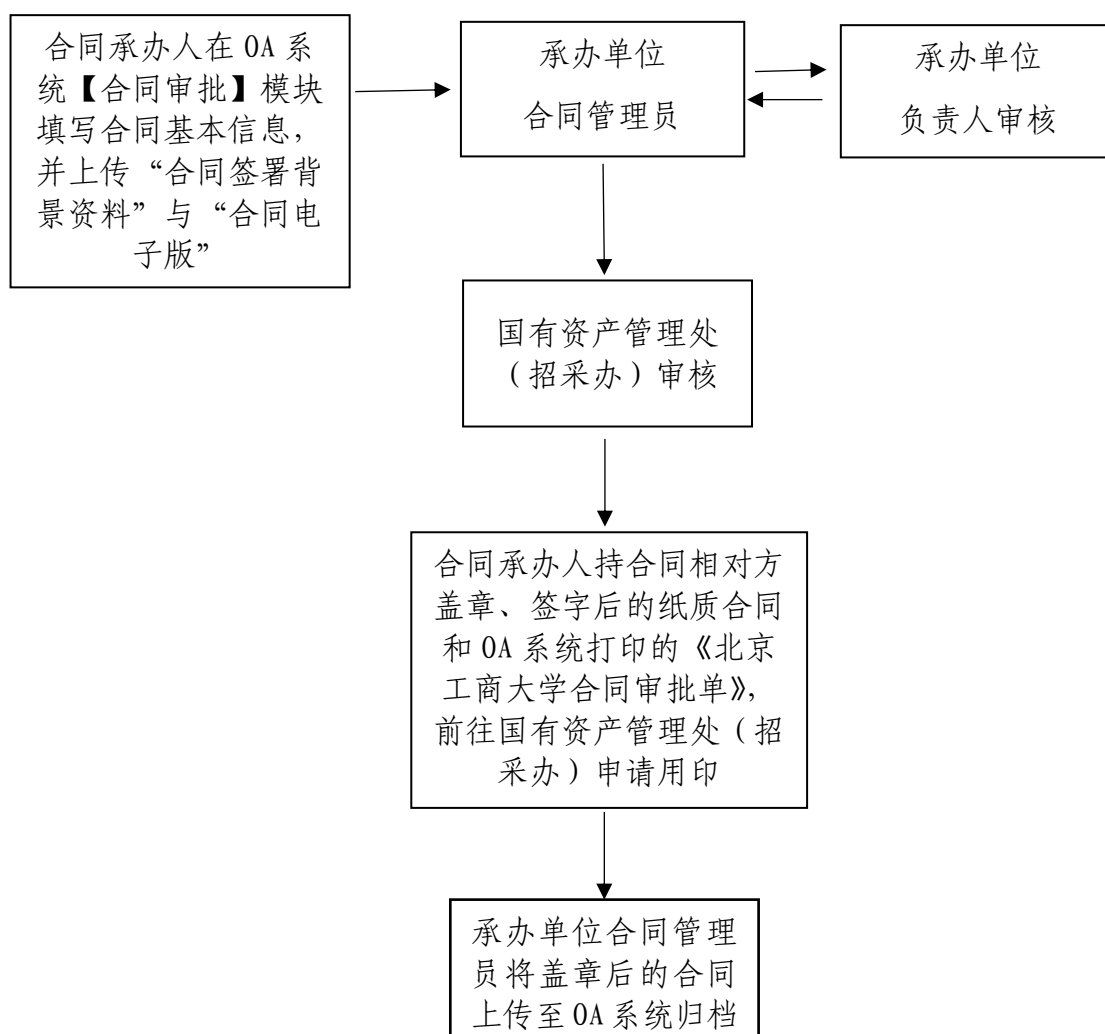 合同承办人在 OA 系
统【合同审批】模块
填写合同基本信息，
并上传“合同签署背
景资料”与“合同电
子版”
承办单位
合同管理员
承办单位
负责人审核
国有资产管理处
（招采办）审核
合同承办人持合同相对方
盖章、签字后的纸质合同
和 OA 系统打印的《北京
工商大学合同审批单》，
前往国有资产管理处（招
采办）申请用印
承办单位合同管理
员将盖章后的合同
上传至 OA 系统归档